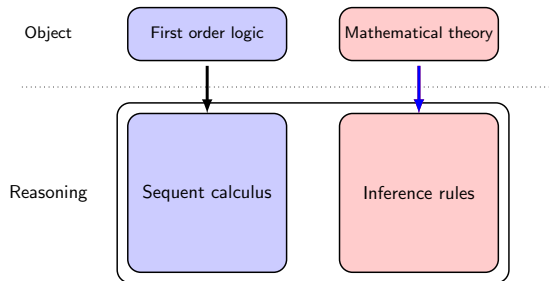 Object
First order logic
Mathematical theory
Reasoning
Sequent calculus
Inference rules